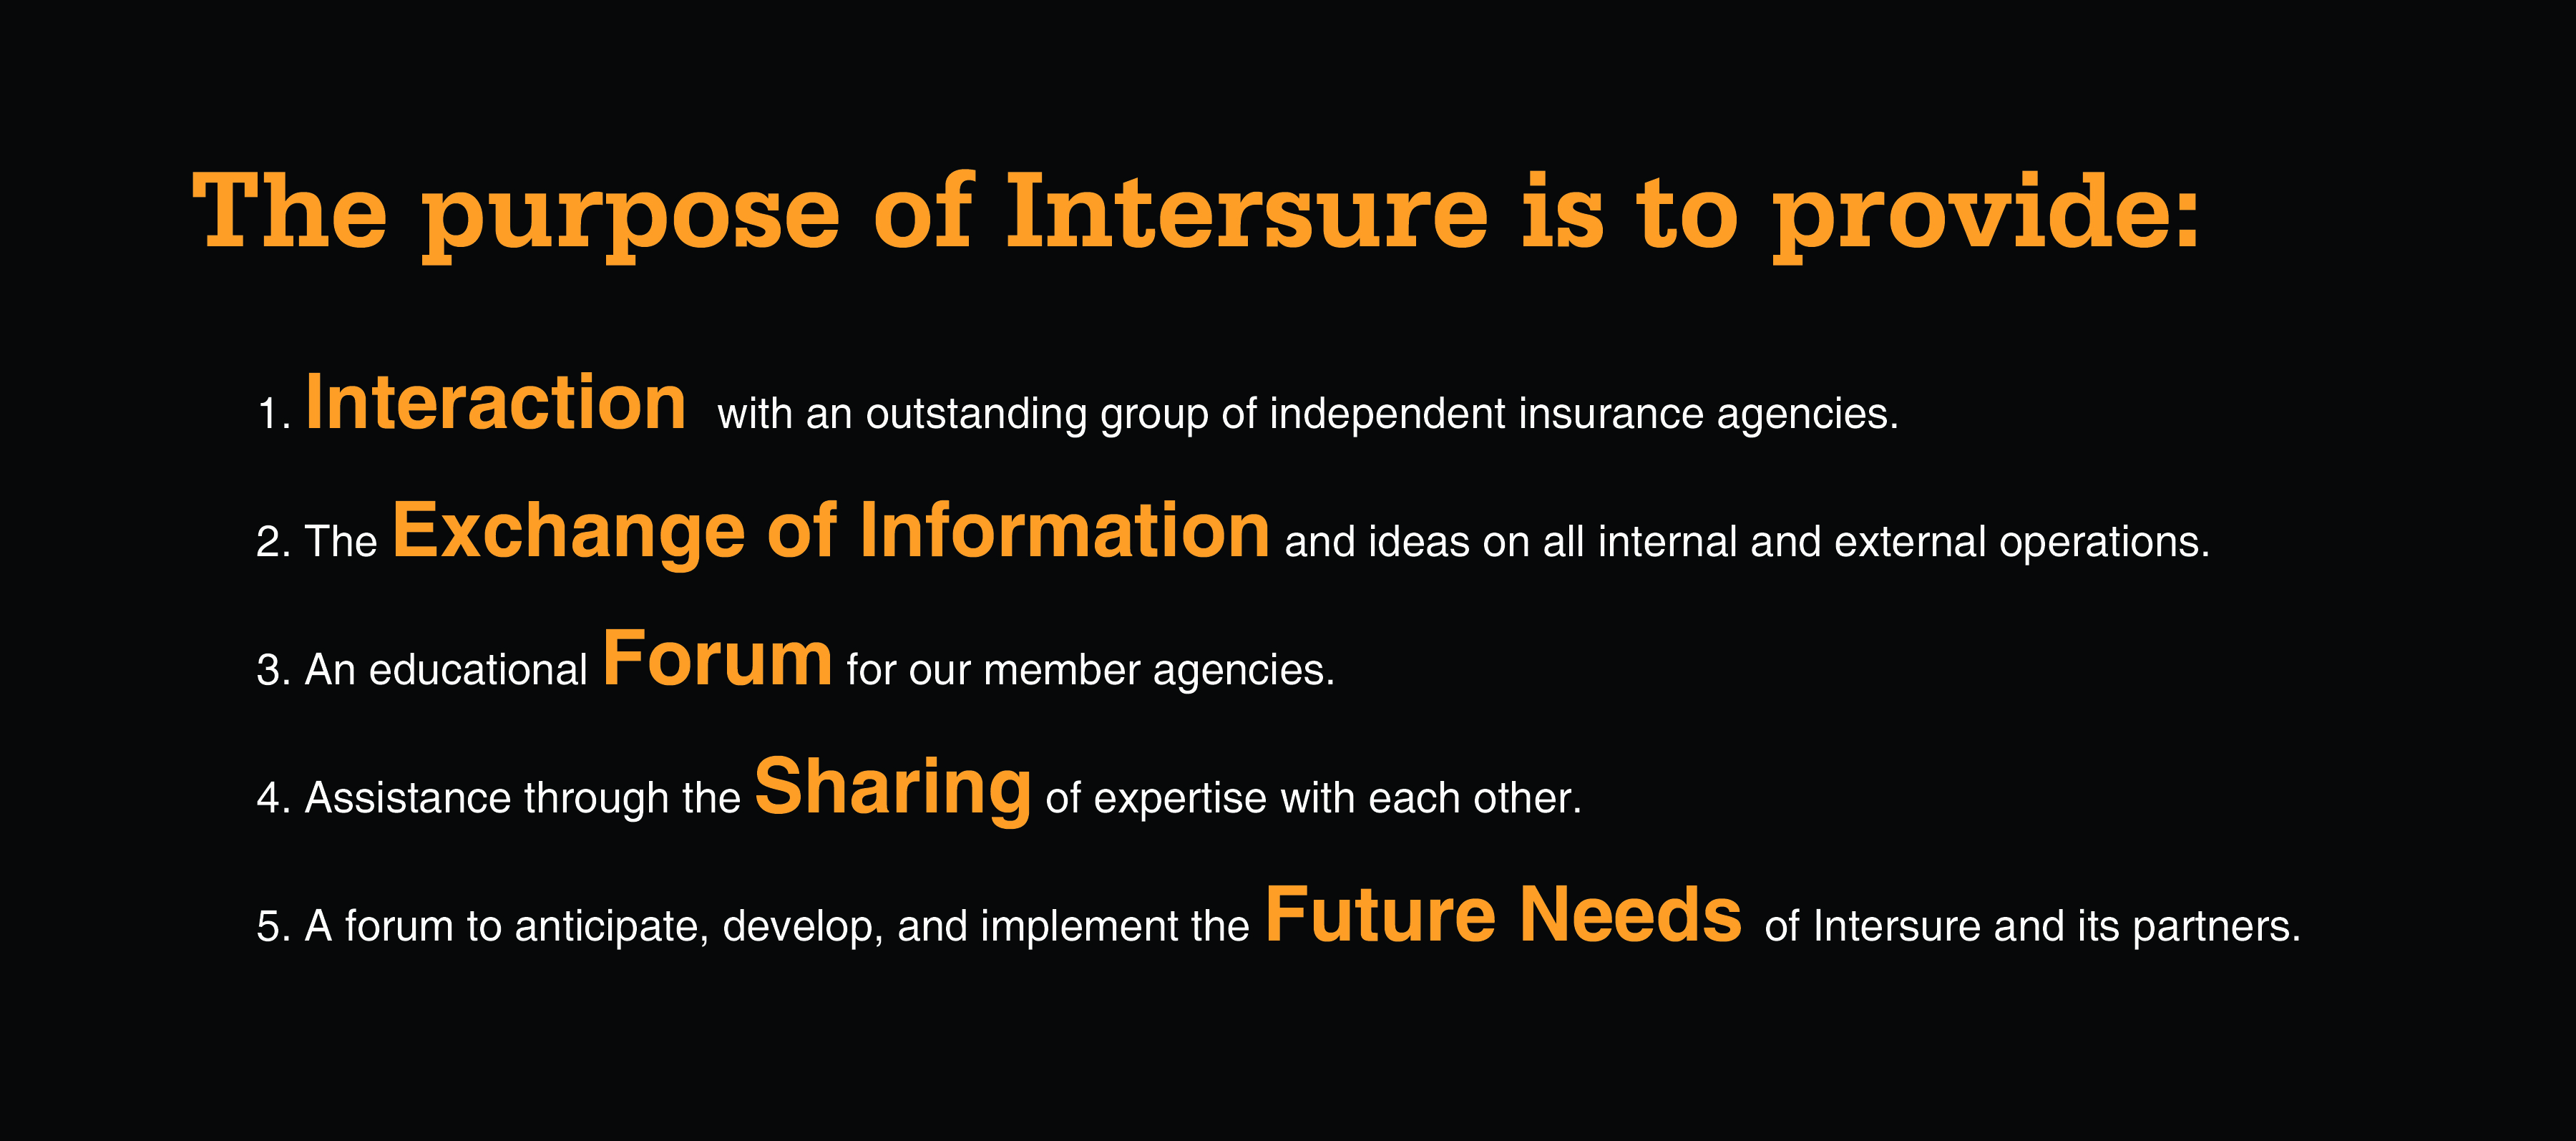 The purpose of Intersure is to provide:
1. Interaction with an outstanding group of independent insurance agencies.
2. The Exchange of Information and ideas on all internal and external operations.
3. An educational Forum for our member agencies.
4. Assistance through the Sharing of expertise with each other.
5. A forum to anticipate, develop, and implement the Future Needs of Intersure and its partners.